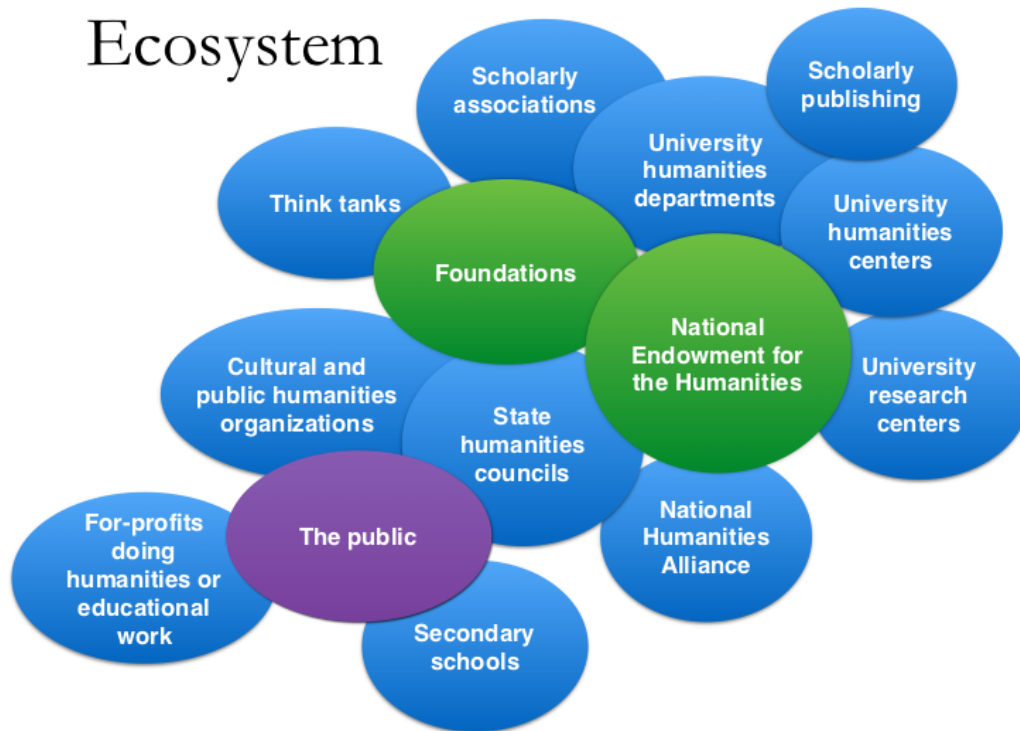 Ecosystem
Scholarly
associations
Scholarly
publishing
University
humanities
departments
Think tanks
University
humanities
centers
Foundations
National
Endowment for
the Humanities
Cultural and
public humanities
organizations
University
research
centers
State
humanities
councils
For-profits
doing
humanities or
educational
work
The public
National
Humanities
Alliance
Secondary
schools